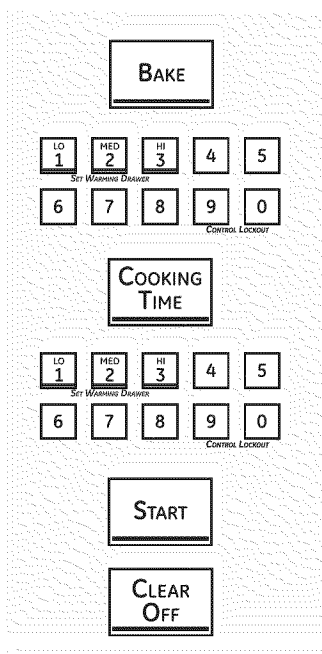 BAKE
LO MED HI
1 2 3 4 5
SET WARMING DRAWER
6 7 8 9 0
CONTROL LOCKOUT
COOKING
TIME
LO MED HI
1 2 3 4 5
SET WARMING DRAWER
6 7 8 9 0
CONTROL LOCKOUT
START
CLEAR
OFF